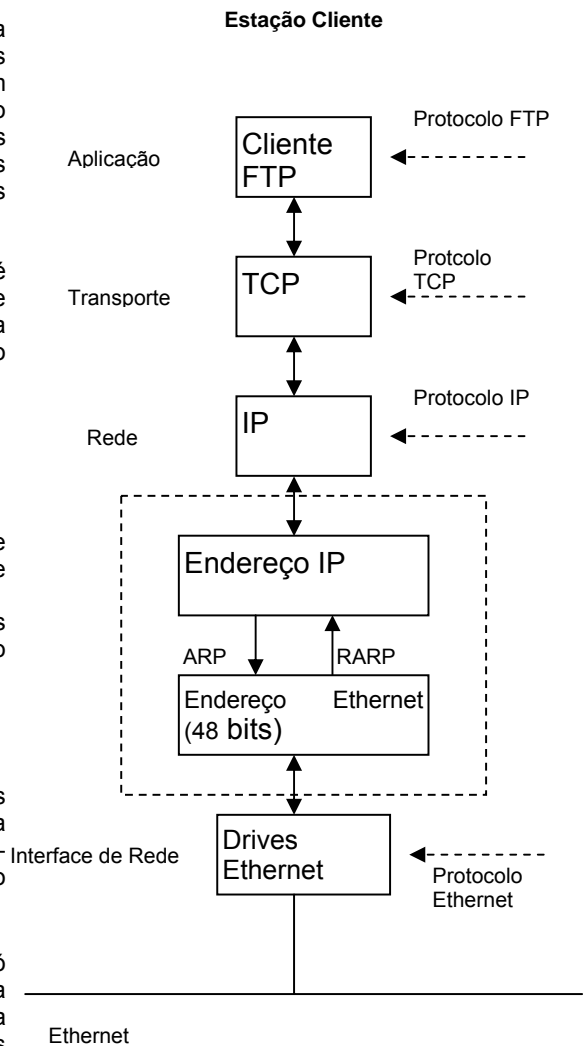 Estação Cliente
Protocolo FTP
Aplicação
Cliente
FTP
Protcolo
TCP
Transporte
TCP
Protocolo IP
Rede
IP
Endereço IP
ARP
RARP
Endereço Ethernet
(48 bits)
Interface de Rede
Drives
Ethernet
Protocolo
Ethernet
Ethernet